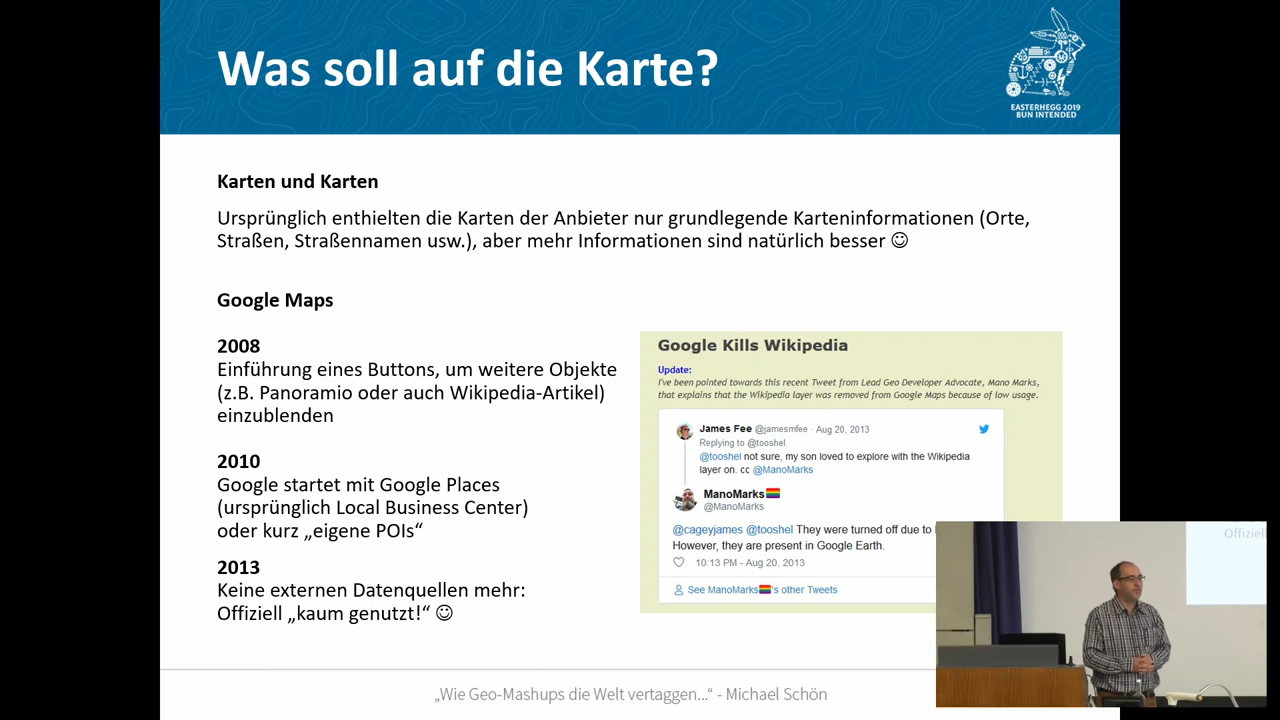 Was soll auf die Karte?
EASTERHEGG 2019
BUN INTENDED
Karten und Karten
Ursprünglich enthielten die Karten der Anbieter nur grundlegende Karteninformationen (Orte,
Straßen, Straßennamen usw.), aber mehr Informationen sind natürlich besser ☺
Google Maps
2008
Einführung eines Buttons, um weitere Objekte
(z.B. Panoramio oder auch Wikipedia-Artikel)
einzublenden
2010
Google startet mit Google Places
(ursprünglich Local Business Center)
oder kurz „eigene POIs“
2013
Keine externen Datenquellen mehr:
Offiziell „kaum genutzt!“ ☺
Google Kills Wikipedia
Update:
I've been pointed towards this recent Tweet from Lead Geo Developer Advocate, Mano Marks,
that explains that the Wikipedia layer was removed from Google Maps because of low usage.
James Fee @jamesmfee · Aug 20, 2013
Replying to @tooshel
@tooshel not sure, my son loved to explore with the Wikipedia
layer on. cc @ManoMarks
ManoMarks🏳️‍🌈
@ManoMarks
@cageyjames @tooshel They were turned off due to
However, they are present in Google Earth.
10:13 PM - Aug 20, 2013
See ManoMarks🏳️‍🌈's other Tweets
Offiziell
„Wie Geo-Mashups die Welt vertaggen...“ - Michael Schön